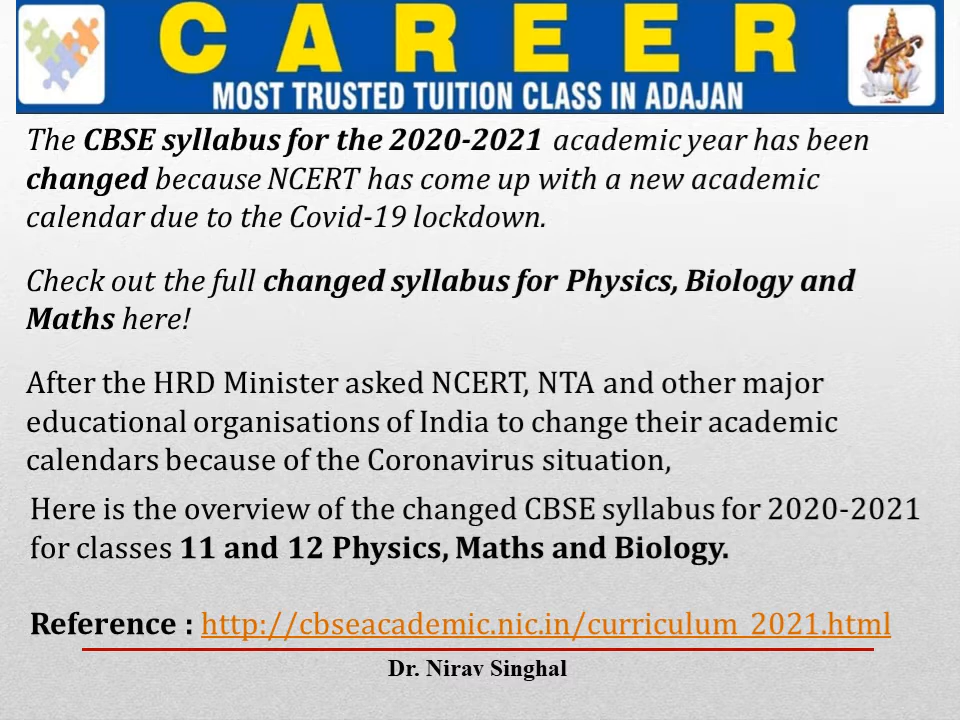 CAREER
MOST TRUSTED TUITION CLASS IN ADAJAN
The CBSE syllabus for the 2020-2021 academic year has been
changed because NCERT has come up with a new academic
calendar due to the Covid-19 lockdown.
Check out the full changed syllabus for Physics, Biology and
Maths here!
After the HRD Minister asked NCERT, NTA and other major
educational organisations of India to change their academic
calendars because of the Coronavirus situation,
Here is the overview of the changed CBSE syllabus for 2020-2021
for classes 11 and 12 Physics, Maths and Biology.
Reference : http://cbseacademic.nic.in/curriculum_2021.html
Dr. Nirav Singhal